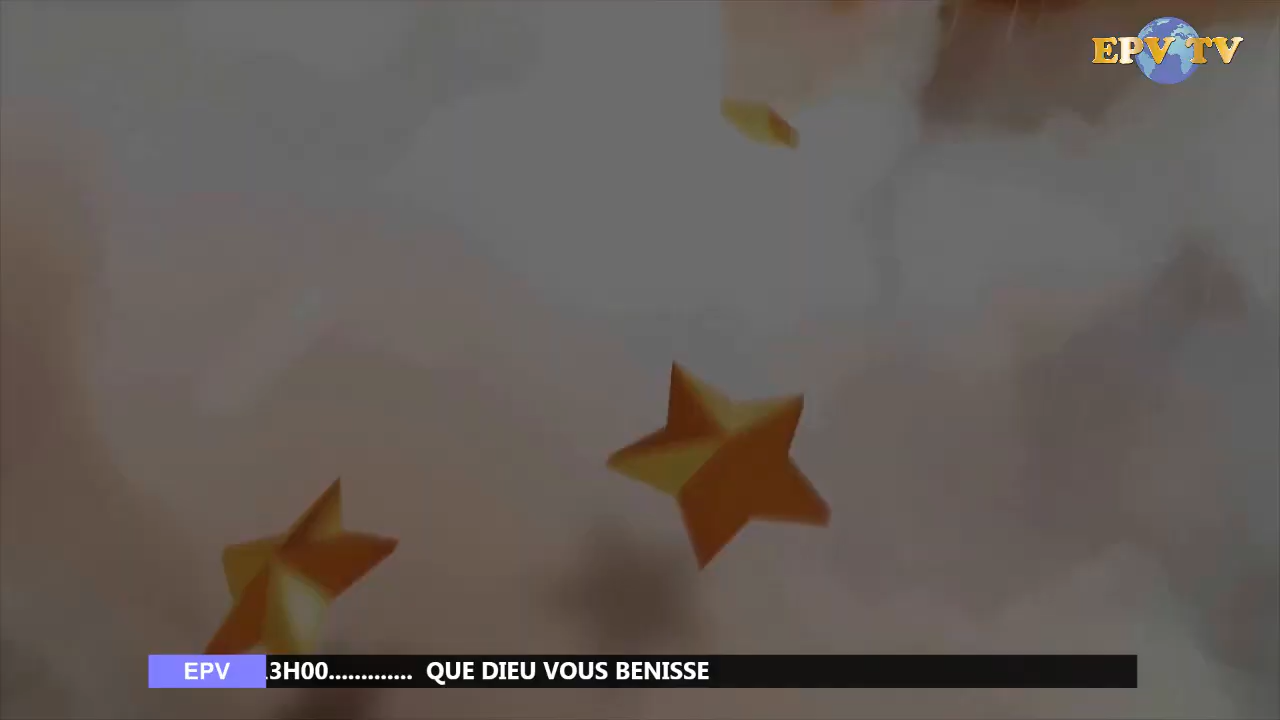 EPV TV
EPV
3H00............. QUE DIEU VOUS BENISSE